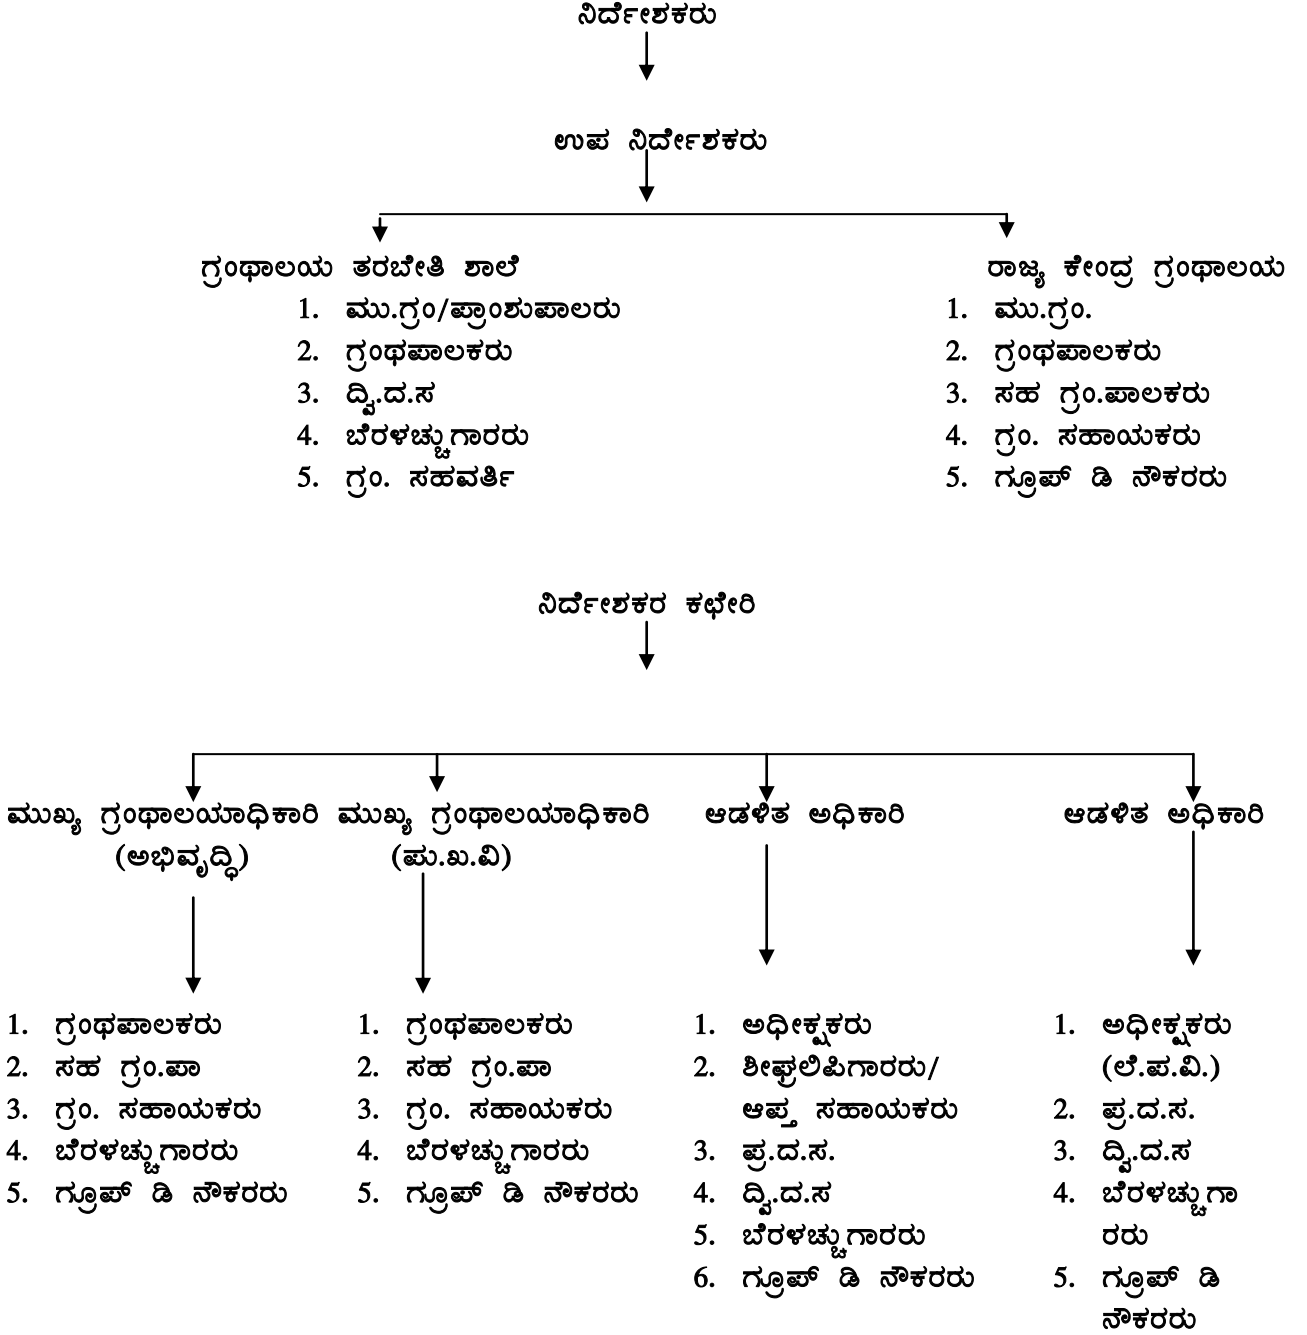 ನಿರ್ದೇಶಕರು
ಉಪ ನಿರ್ದೇಶಕರು
ಗ್ರಂಥಾಲಯ ತರಬೇತಿ ಶಾಲೆ
1. ಮು.ಗ್ರಂ/ಪ್ರಾಂಶುಪಾಲರು
2. ಗ್ರಂಥಪಾಲಕರು
3. ದ್ವಿ.ದ.ಸ
4. ಬೆರಳಚ್ಚುಗಾರರು
5. ಗ್ರಂ. ಸಹವರ್ತಿ
ರಾಜ್ಯ ಕೇಂದ್ರ ಗ್ರಂಥಾಲಯ
1. ಮು.ಗ್ರಂ.
2. ಗ್ರಂಥಪಾಲಕರು
3. ಸಹ ಗ್ರಂ.ಪಾಲಕರು
4. ಗ್ರಂ. ಸಹಾಯಕರು
5. ಗ್ರೂಪ್ ಡಿ ನೌಕರರು
ನಿರ್ದೇಶಕರ ಕಛೇರಿ
ಮುಖ್ಯ ಗ್ರಂಥಾಲಯಾಧಿಕಾರಿ
(ಅಭಿವೃದ್ಧಿ)
1. ಗ್ರಂಥಪಾಲಕರು
2. ಸಹ ಗ್ರಂ.ಪಾ
3. ಗ್ರಂ. ಸಹಾಯಕರು
4. ಬೆರಳಚ್ಚುಗಾರರು
5. ಗ್ರೂಪ್ ಡಿ ನೌಕರರು
ಮುಖ್ಯ ಗ್ರಂಥಾಲಯಾಧಿಕಾರಿ
(ಪು.ಖ.ವಿ)
1. ಗ್ರಂಥಪಾಲಕರು
2. ಸಹ ಗ್ರಂ.ಪಾ
3. ಗ್ರಂ. ಸಹಾಯಕರು
4. ಬೆರಳಚ್ಚುಗಾರರು
5. ಗ್ರೂಪ್ ಡಿ ನೌಕರರು
ಆಡಳಿತ ಅಧಿಕಾರಿ
1. ಅಧೀಕ್ಷಕರು
2. ಶೀಘ್ರಲಿಪಿಗಾರರು/
ಆಪ್ತ ಸಹಾಯಕರು
3. ಪ್ರ.ದ.ಸ.
4. ದ್ವಿ.ದ.ಸ
5. ಬೆರಳಚ್ಚುಗಾರರು
6. ಗ್ರೂಪ್ ಡಿ ನೌಕರರು
ಆಡಳಿತ ಅಧಿಕಾರಿ
1. ಅಧೀಕ್ಷಕರು
(ಲೆ.ಪ.ವಿ.)
2. ಪ್ರ.ದ.ಸ.
3. ದ್ವಿ.ದ.ಸ
4. ಬೆರಳಚ್ಚುಗಾ
ರರು
5. ಗ್ರೂಪ್ ಡಿ
ನೌಕರರು